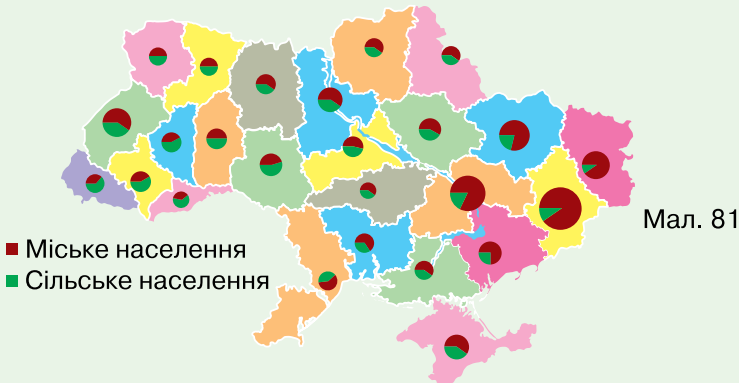 Мал. 81
Міське населення
Сільське населення